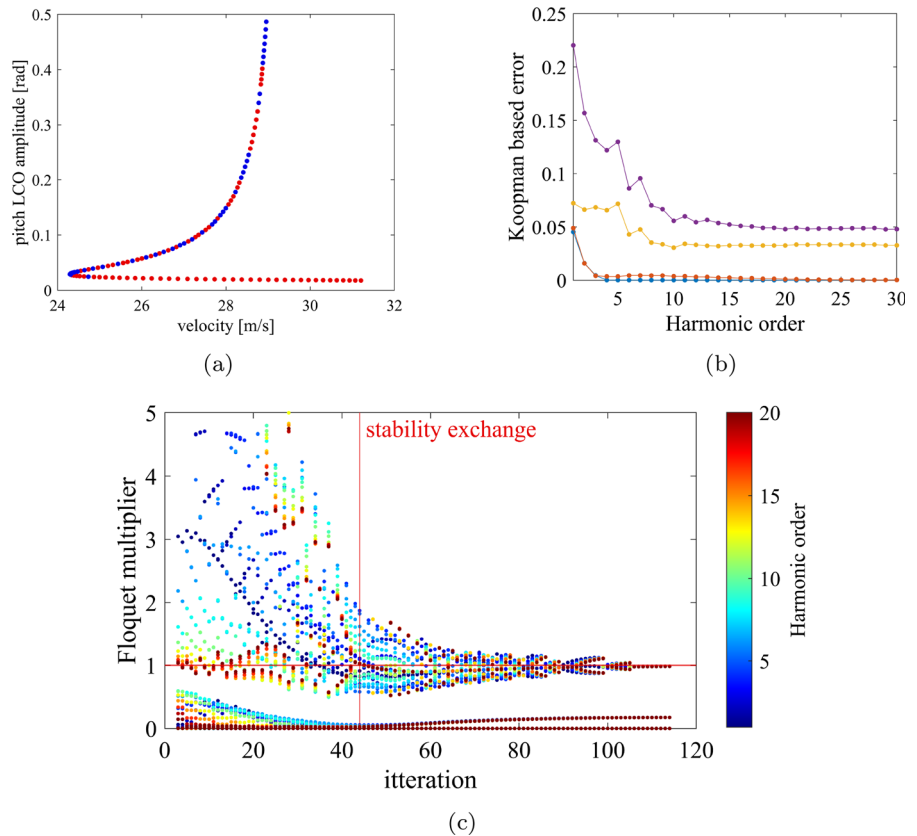 0.5
0.4
0.3
0.2
0.1
0
pitch LCO amplitude [rad]
24 26 28 30 32
velocity [m/s]
(a)
0.25
0.2
0.15
0.1
0.05
0
Koopman based error
5 10 15 20 25 30
Harmonic order
(b)
5
4
3
2
1
0
Floquet multiplier
stability exchange
0 20 40 60 80 100 120
itteration
20
15
10
5
Harmonic order
(c)